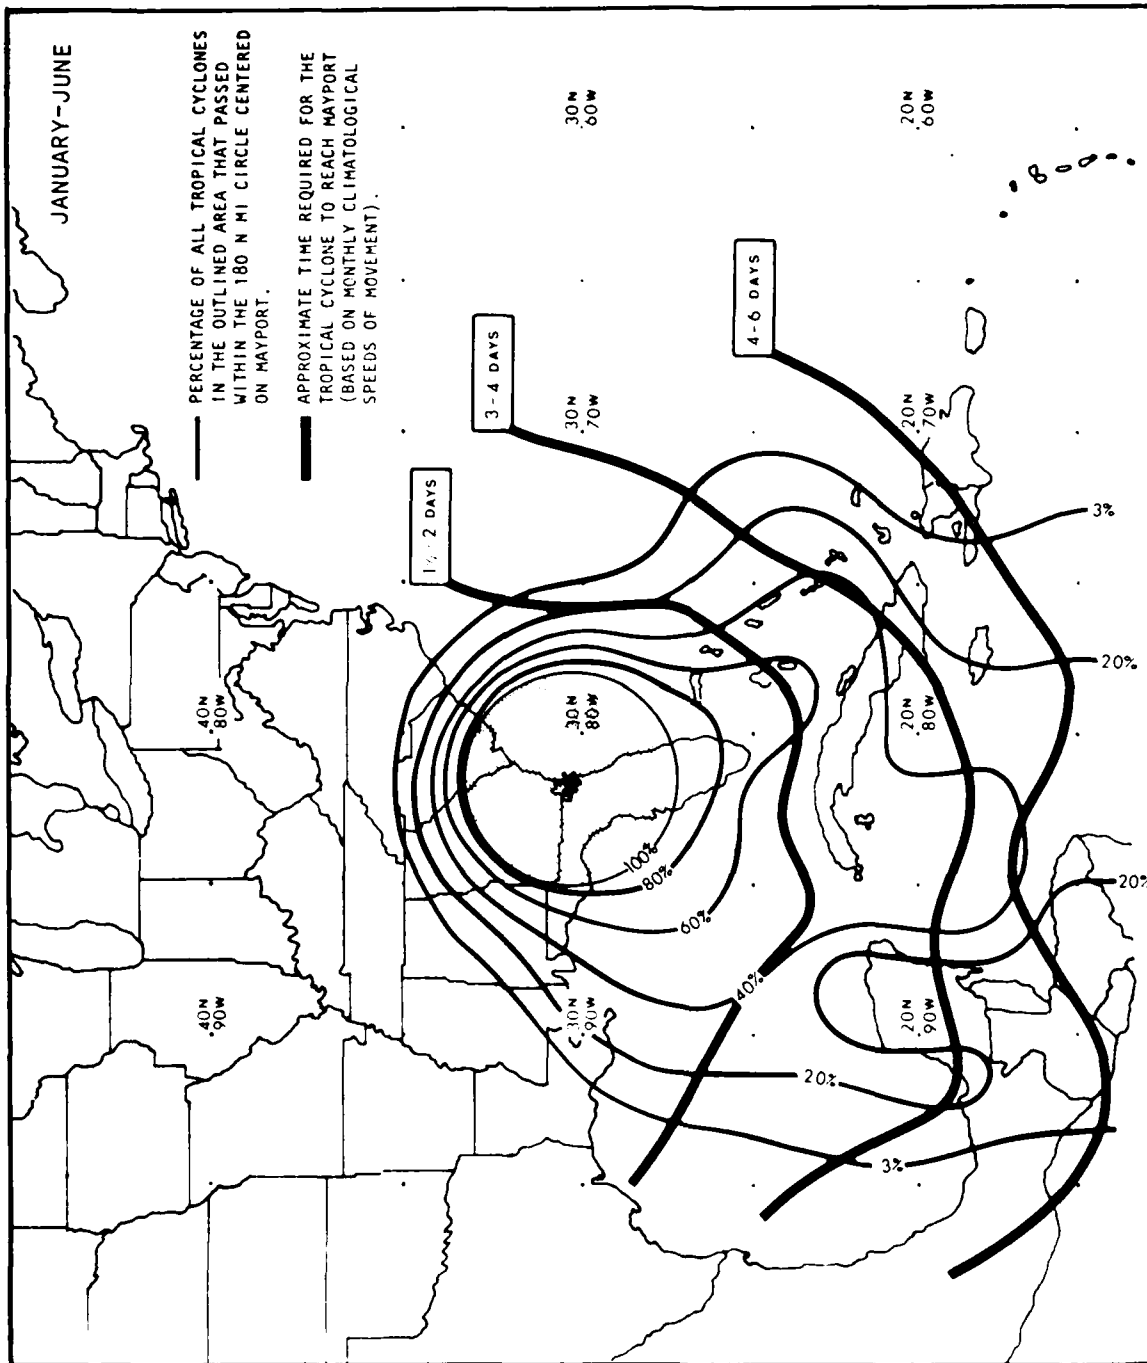 JANUARY-JUNE
PERCENTAGE OF ALL TROPICAL CYCLONES
IN THE OUTLINED AREA THAT PASSED
WITHIN THE 180 N MI CIRCLE CENTERED
ON MAYPORT.
APPROXIMATE TIME REQUIRED FOR THE
TROPICAL CYCLONE TO REACH MAYPORT
(BASED ON MONTHLY CLIMATOLOGICAL
SPEEDS OF MOVEMENT).
40N
90W
40N
80W
2 DAYS
3-4 DAYS
4-6 DAYS
30N
90W
30N
80W
30N
70W
30N
60W
20N
90W
20N
80W
20N
70W
20N
60W
100%
80%
60%
40%
20%
3%
20%
20%
3%